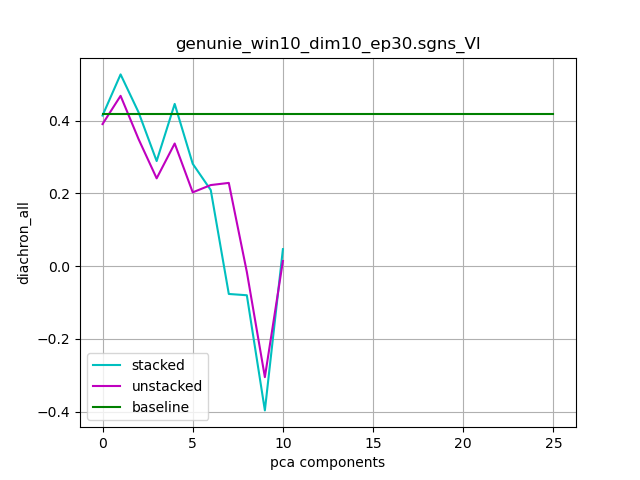 genunie_win10_dim10_ep30.sgns_VI
diachron_all
0.4
0.2
0.0
−0.2
−0.4
stacked
unstacked
baseline
0 5 10 15 20 25
pca components